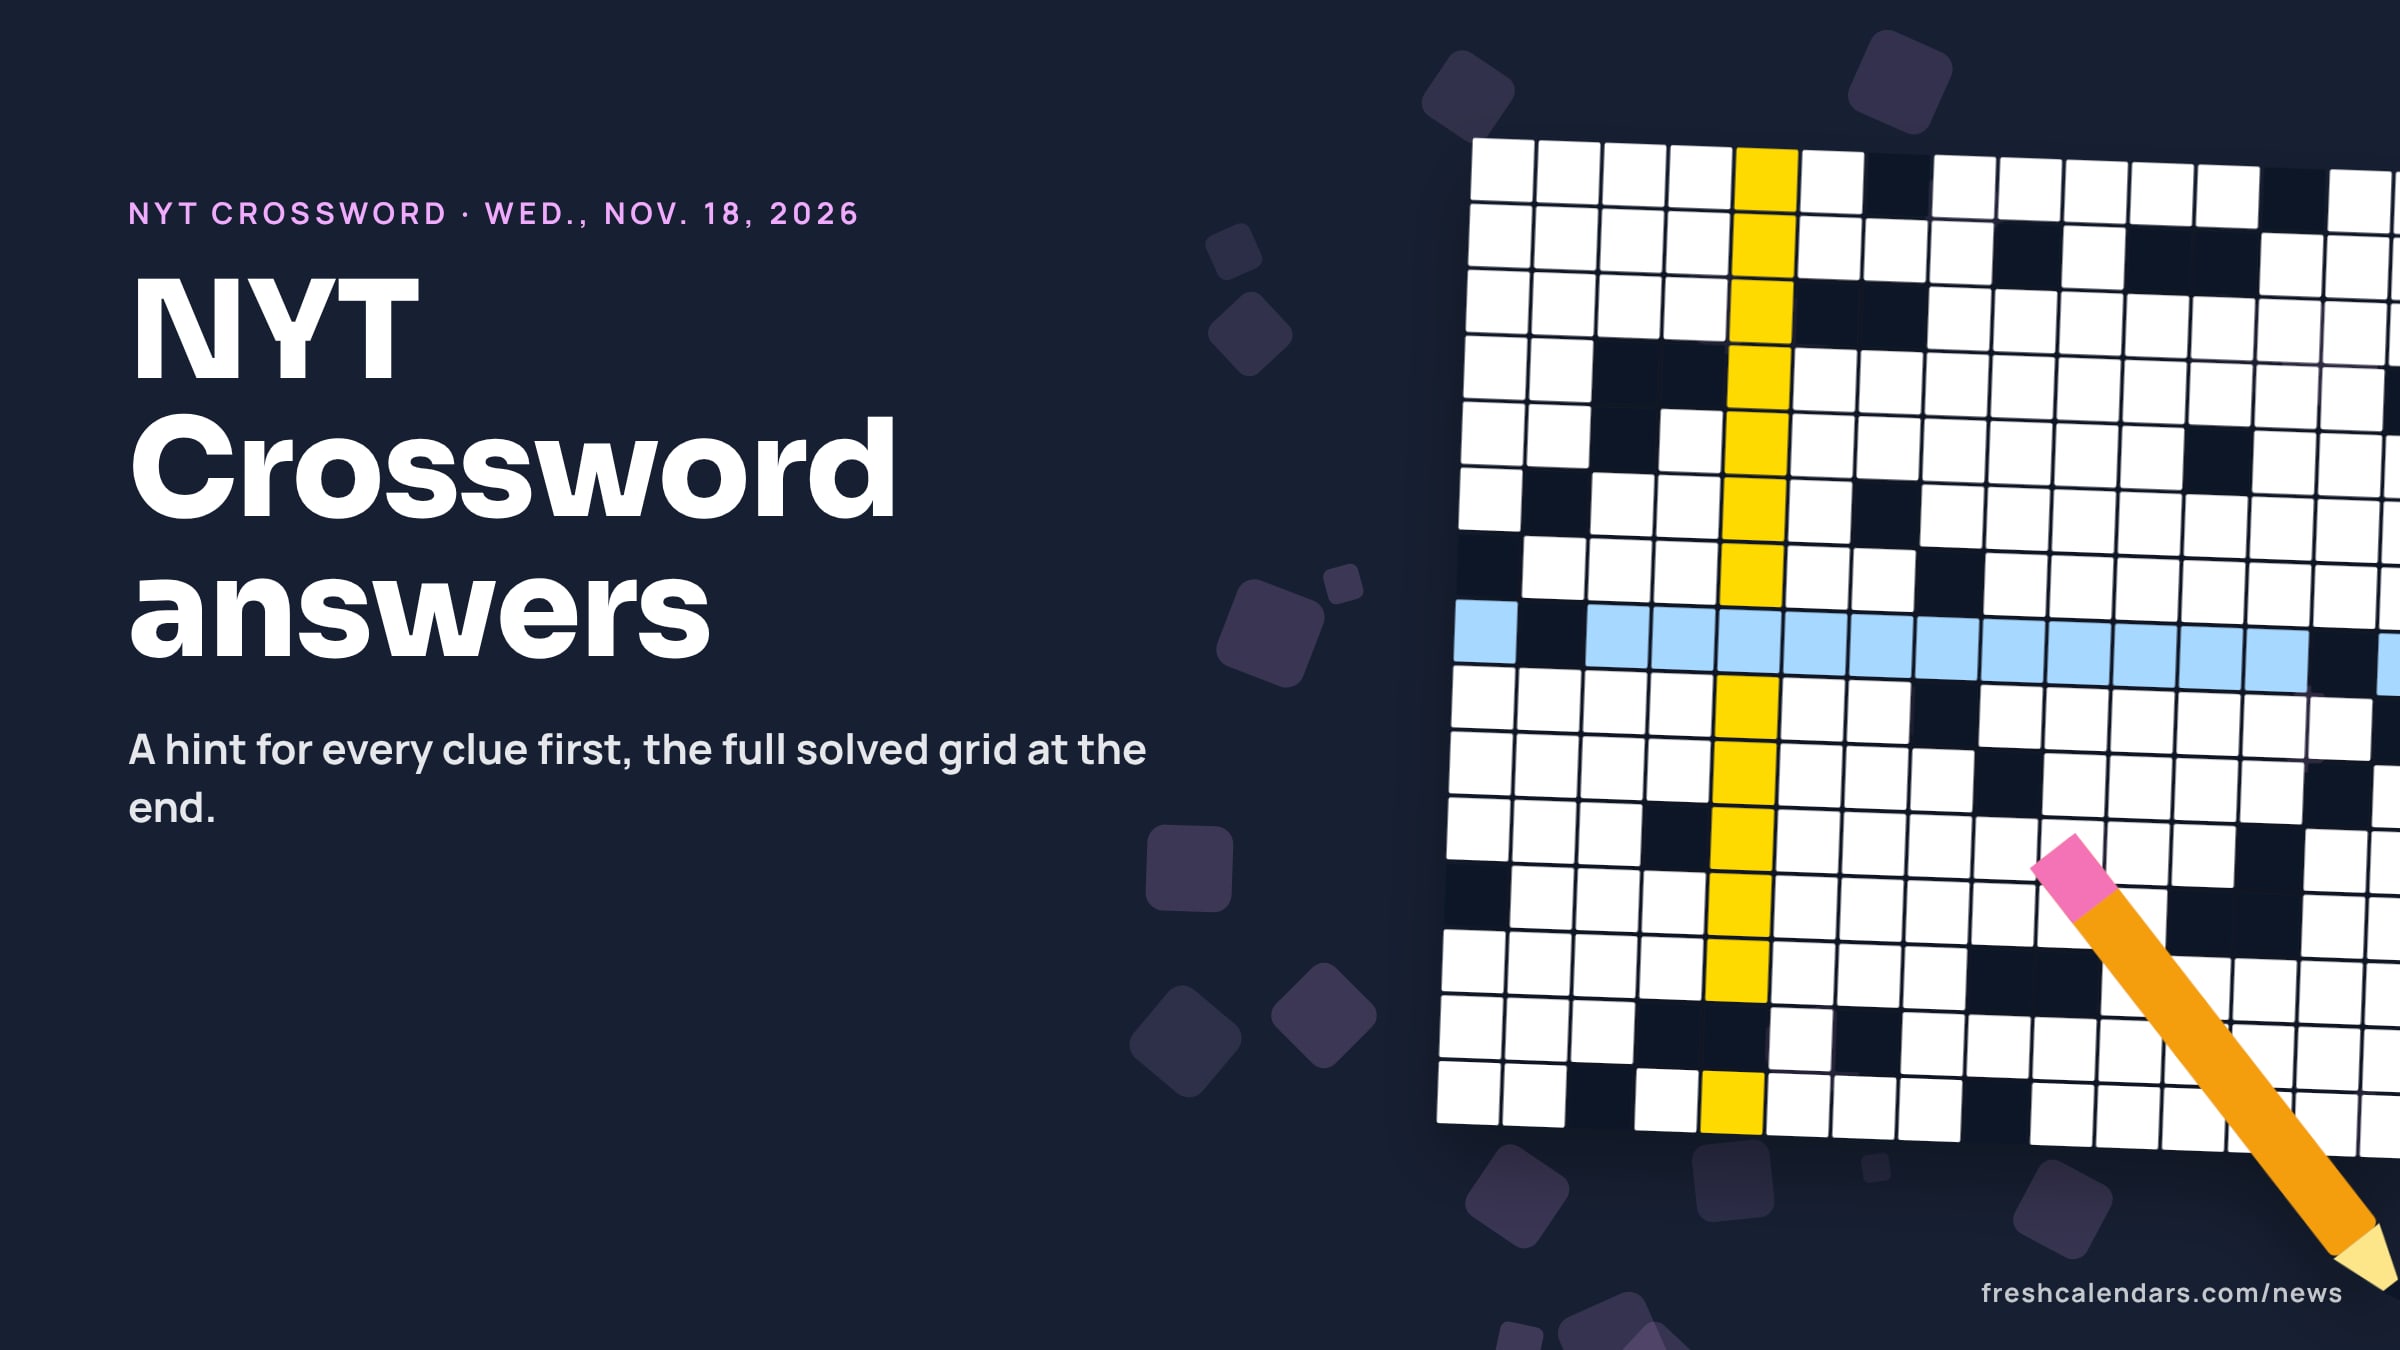 NYT CROSSWORD · WED., NOV. 18, 2026
NYT
Crossword
answers
A hint for every clue first, the full solved grid at the
end.
freshcalendars.com/news